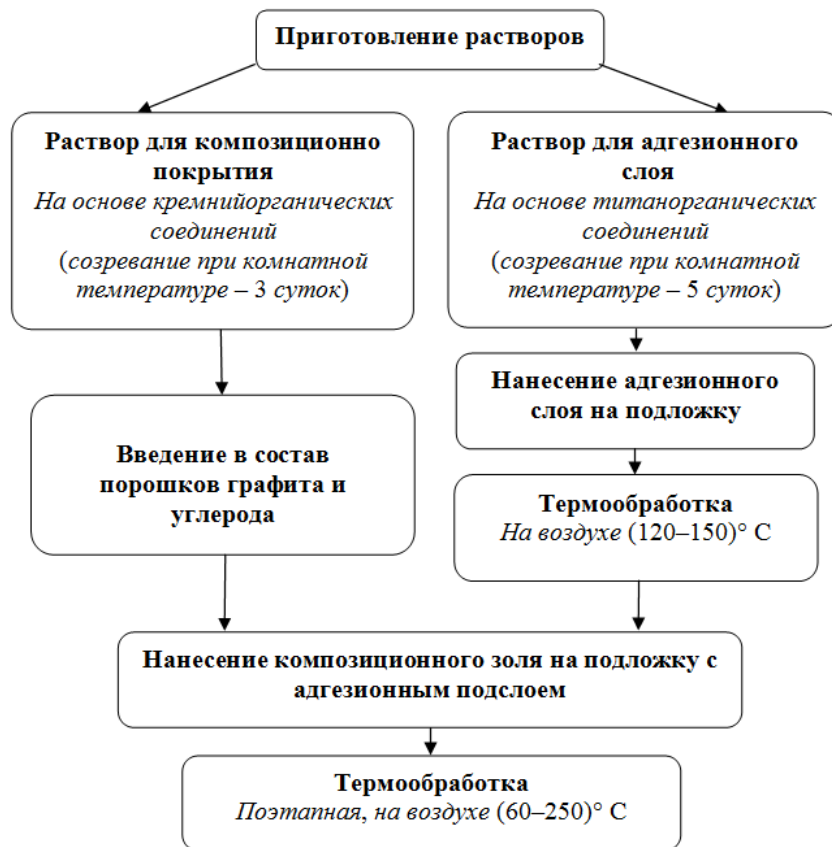 Приготовление растворов
Раствор для композиционно
покрытия
На основе кремнийорганических
соединений
(созревание при комнатной
температуре – 3 суток)
Раствор для адгезионного
слоя
На основе титанорганических
соединений
(созревание при комнатной
температуре – 5 суток)
Нанесение адгезионного
слоя на подложку
Введение в состав
порошков графита и
углерода
Термообработка
На воздухе (120–150)° С
Нанесение композиционного золя на подложку с
адгезионным подслоем
Термообработка
Поэтапная, на воздухе (60–250)° С